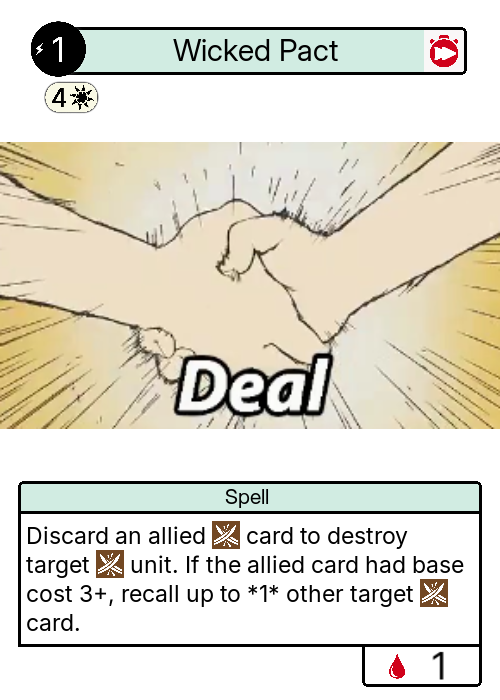 1
Wicked Pact
4
Deal
Spell
Discard an allied card to destroy
target unit. If the allied card had base
cost 3+, recall up to *1* other target
card.
1